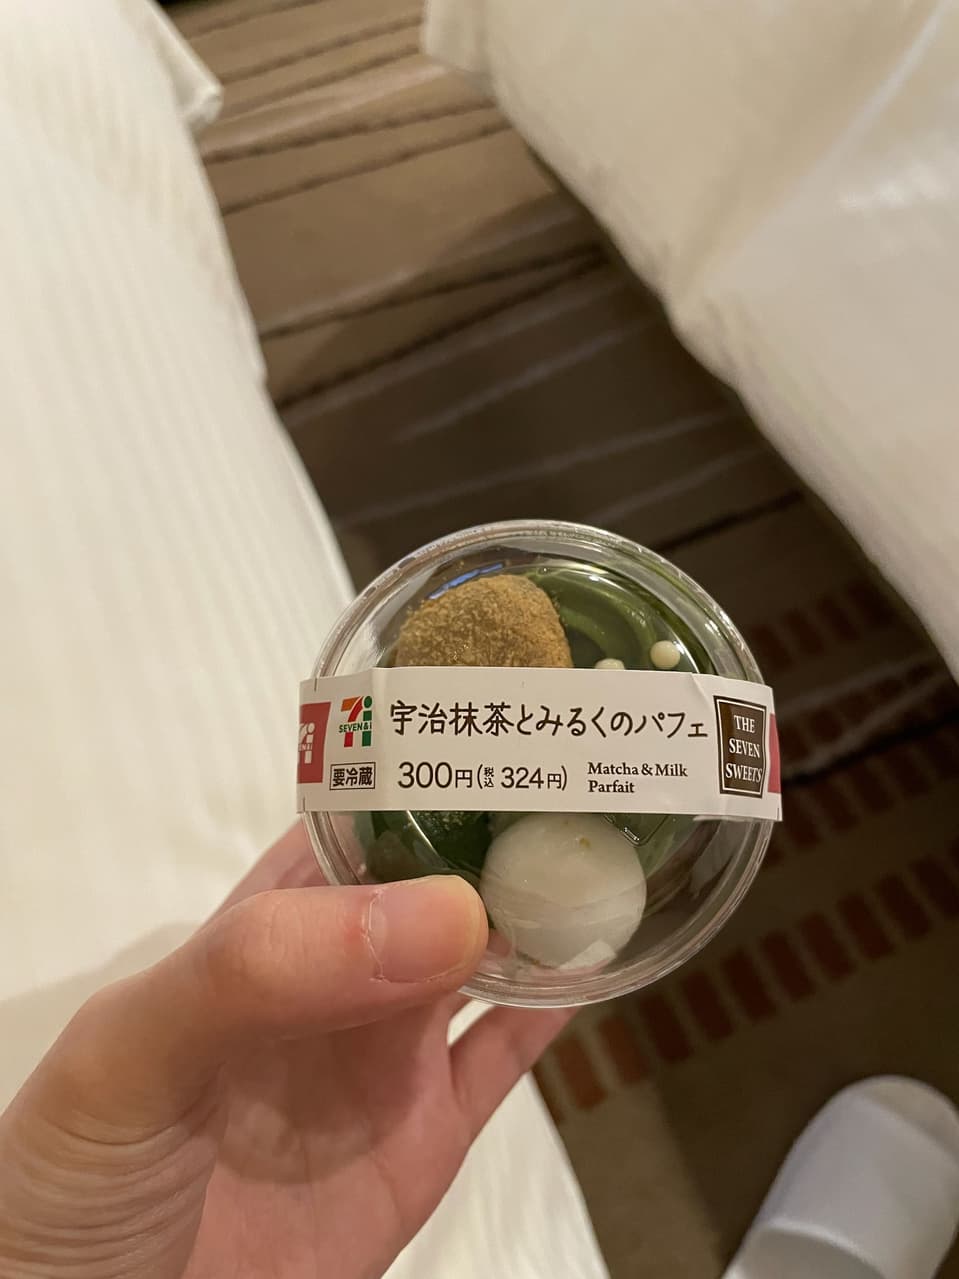 SEVEN&i
宇治抹茶とみるくのパフェ
要冷蔵
300円(税込 324円)
Matcha & Milk
Parfait
THE
SEVEN
SWEETS